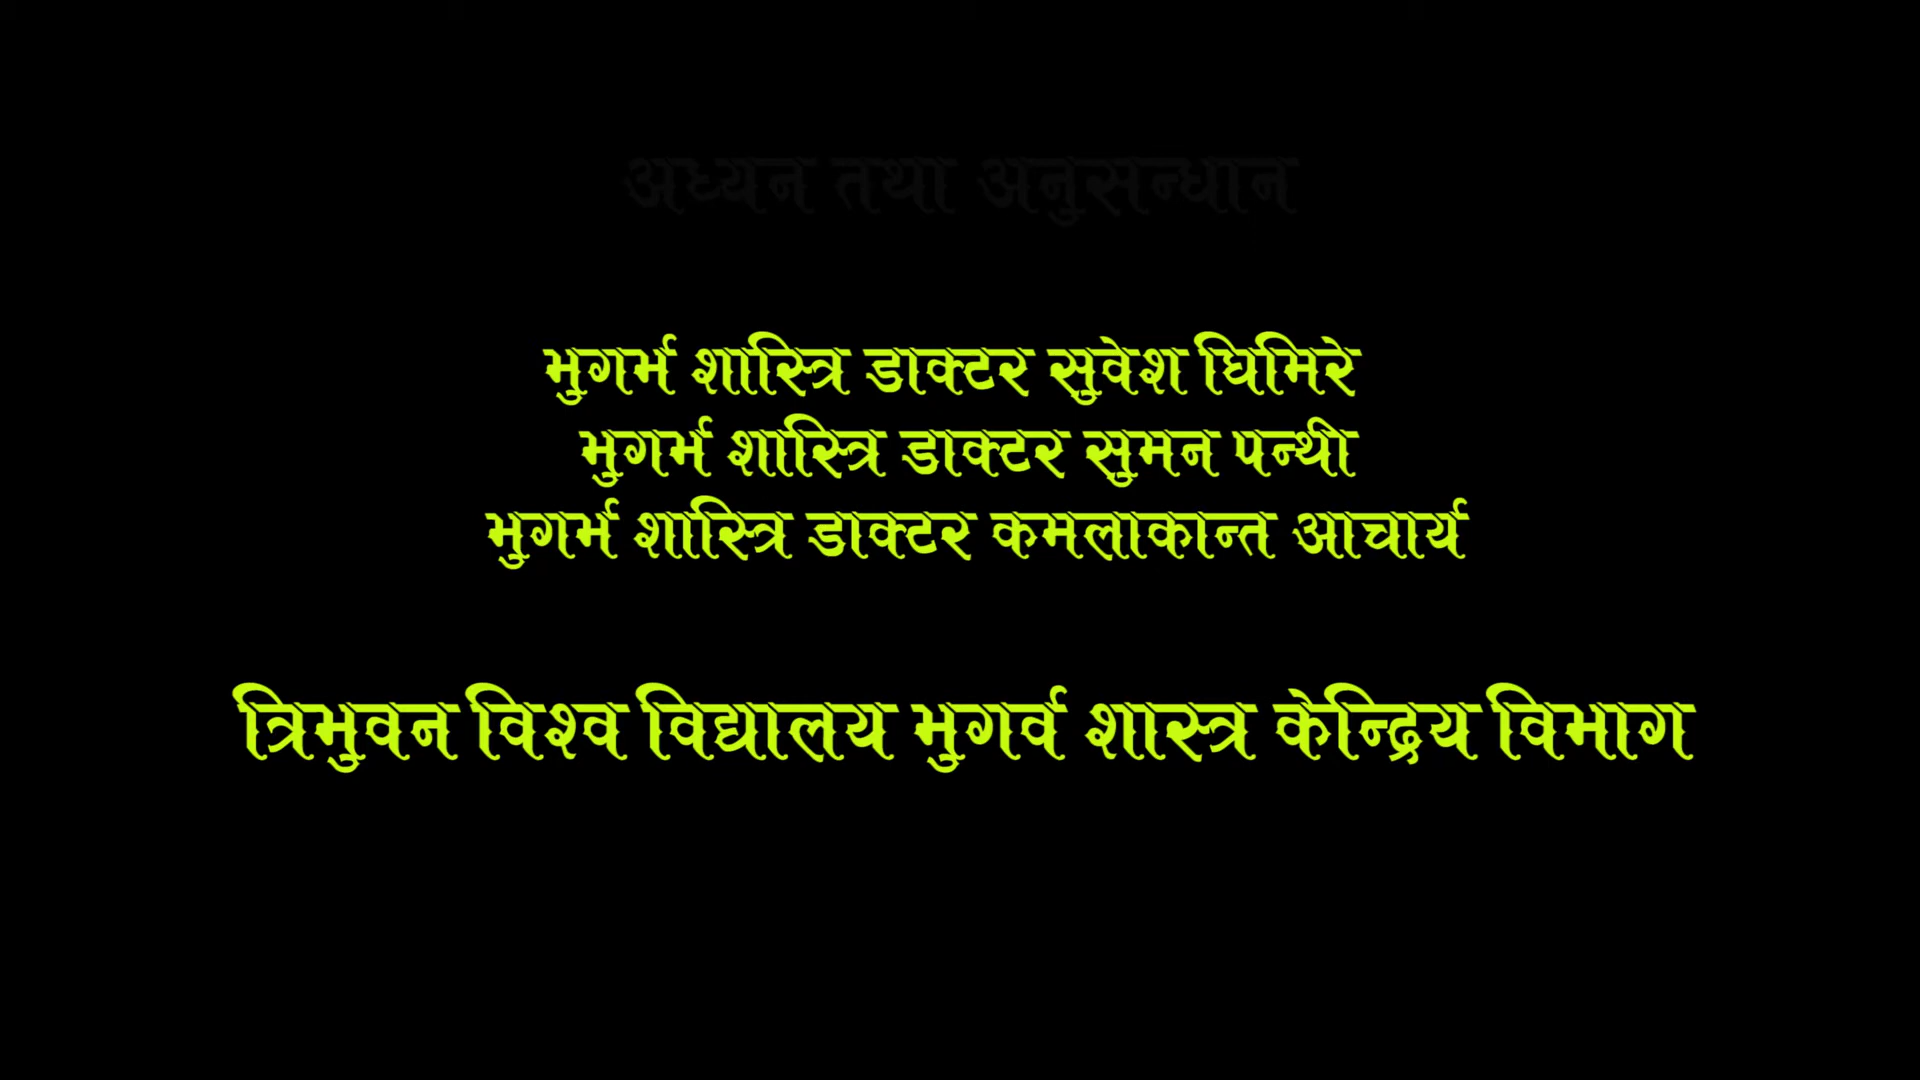 अध्यन तथा अनुसन्धान
भुगर्भ शास्त्रि डाक्टर सुवेश घिमिरे
भुगर्भ शास्त्रि डाक्टर सुमन पन्थी
भुगर्भ शास्त्रि डाक्टर कमलाकान्त आचार्य
त्रिभुवन विश्व विद्यालय भुगर्व शास्त्र केन्द्रिय विभाग